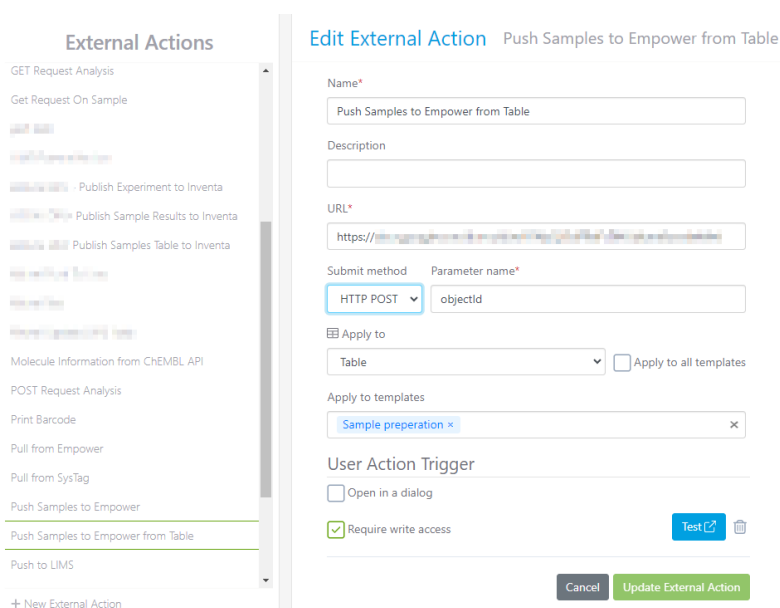 External Actions
GET Request Analysis
Get Request On Sample
- Publish Experiment to Inventa
Publish Sample Results to Inventa
Publish Samples Table to Inventa
Molecule Information from ChEMBL API
POST Request Analysis
Print Barcode
Pull from Empower
Pull from SysTag
Push Samples to Empower
Push Samples to Empower from Table
Push to LIMS
+ New External Action
Edit External Action Push Samples to Empower from Table
Name*
Push Samples to Empower from Table
Description
URL*
https://
Submit method Parameter name*
HTTP POST objectId
Apply to
Table Apply to all templates
Apply to templates
Sample preperation ×
×
User Action Trigger
Open in a dialog
Require write access Test
Cancel Update External Action